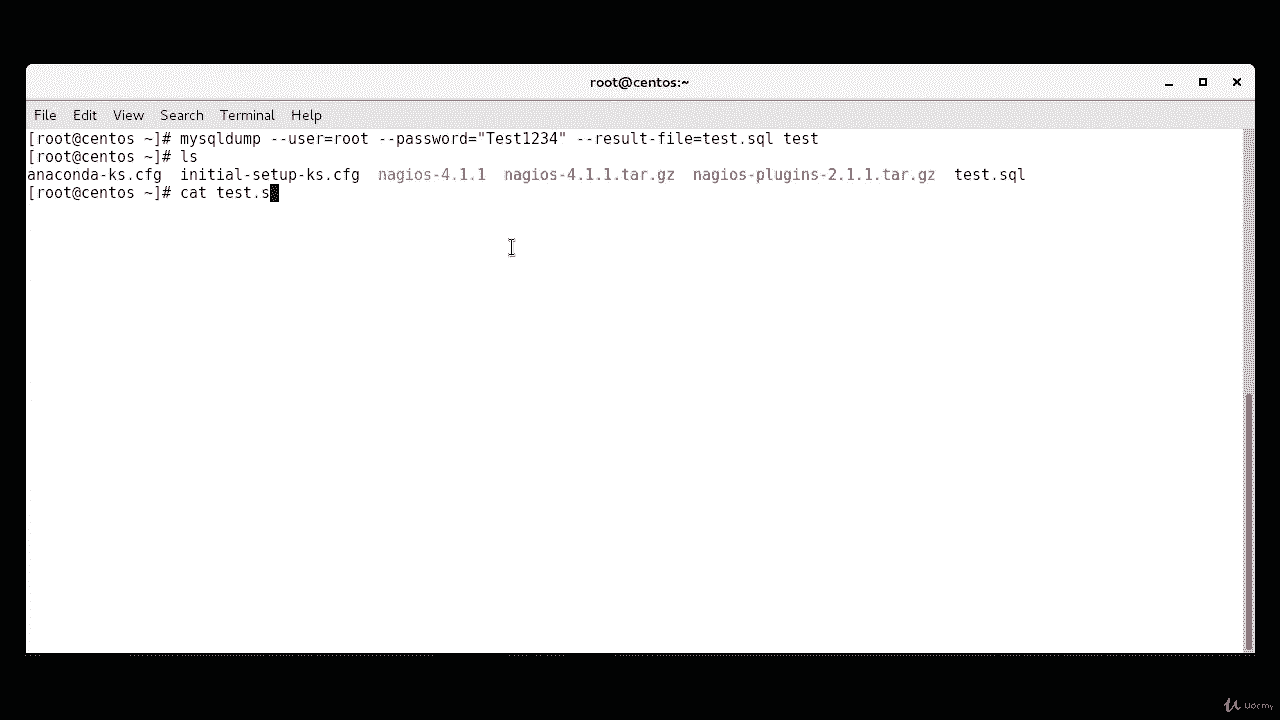 root@centos:~
File Edit View Search Terminal Help
[root@centos ~]# mysqldump --user=root --password="Test1234" --result-file=test.sql test
[root@centos ~]# ls
anaconda-ks.cfg  initial-setup-ks.cfg  nagios-4.1.1  nagios-4.1.1.tar.gz  nagios-plugins-2.1.1.tar.gz  test.sql
[root@centos ~]# cat test.s
Udemy